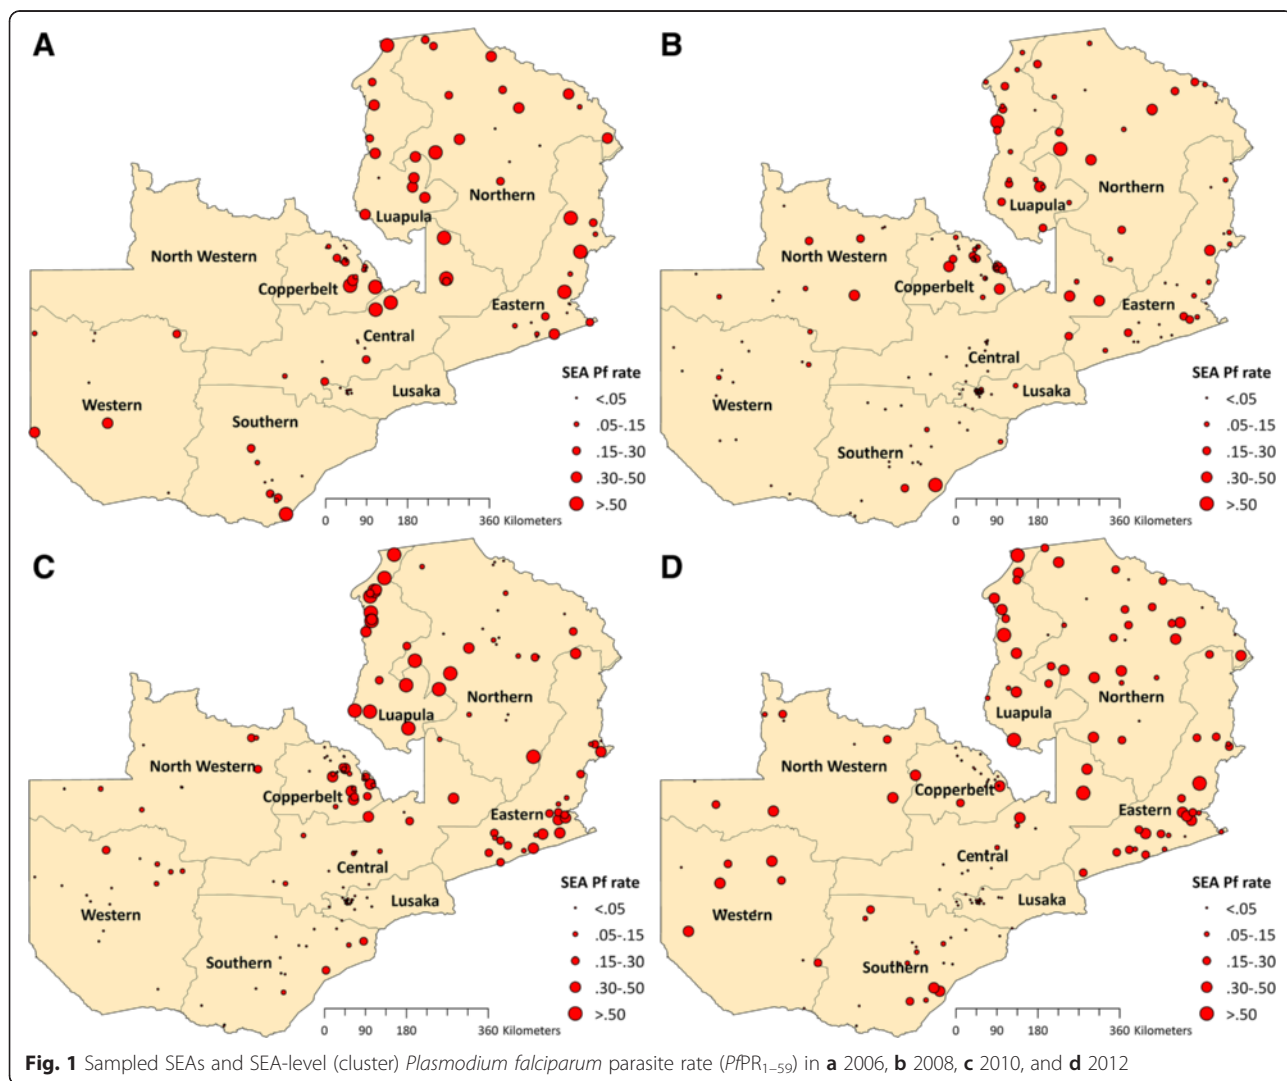 A
North Western
Copperbelt
Luapula
Northern
Eastern
Central
Lusaka
Western
Southern
SEA Pf rate
<.05
.05-.15
.15-.30
.30-.50
>.50
0 90 180 360 Kilometers
B
North Western
Copperbelt
Luapula
Northern
Eastern
Central
Lusaka
Western
Southern
SEA Pf rate
<.05
.05-.15
.15-.30
.30-.50
>.50
0 90 180 360 Kilometers
C
North Western
Copperbelt
Luapula
Northern
Eastern
Central
Lusaka
Western
Southern
SEA Pf rate
<.05
.05-.15
.15-.30
.30-.50
>.50
0 90 180 360 Kilometers
D
North Western
Copperbelt
Luapula
Northern
Eastern
Central
Lusaka
Western
Southern
SEA Pf rate
<.05
.05-.15
.15-.30
.30-.50
>.50
0 90 180 360 Kilometers
Fig. 1 Sampled SEAs and SEA-level (cluster) Plasmodium falciparum parasite rate (PfPR1–59) in a 2006, b 2008, c 2010, and d 2012